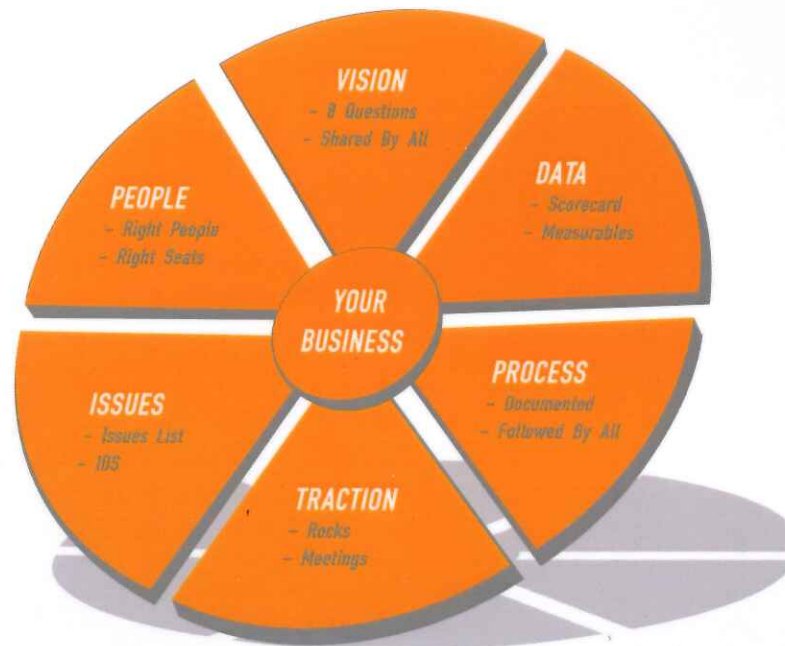 VISION
- 8 Questions
- Shared By All
DATA
- Scorecard
- Measurables
PEOPLE
- Right People
- Right Seats
YOUR
BUSINESS
PROCESS
- Documented
- Followed By All
ISSUES
- Issues List
- IDS
TRACTION
- Rocks
- Meetings